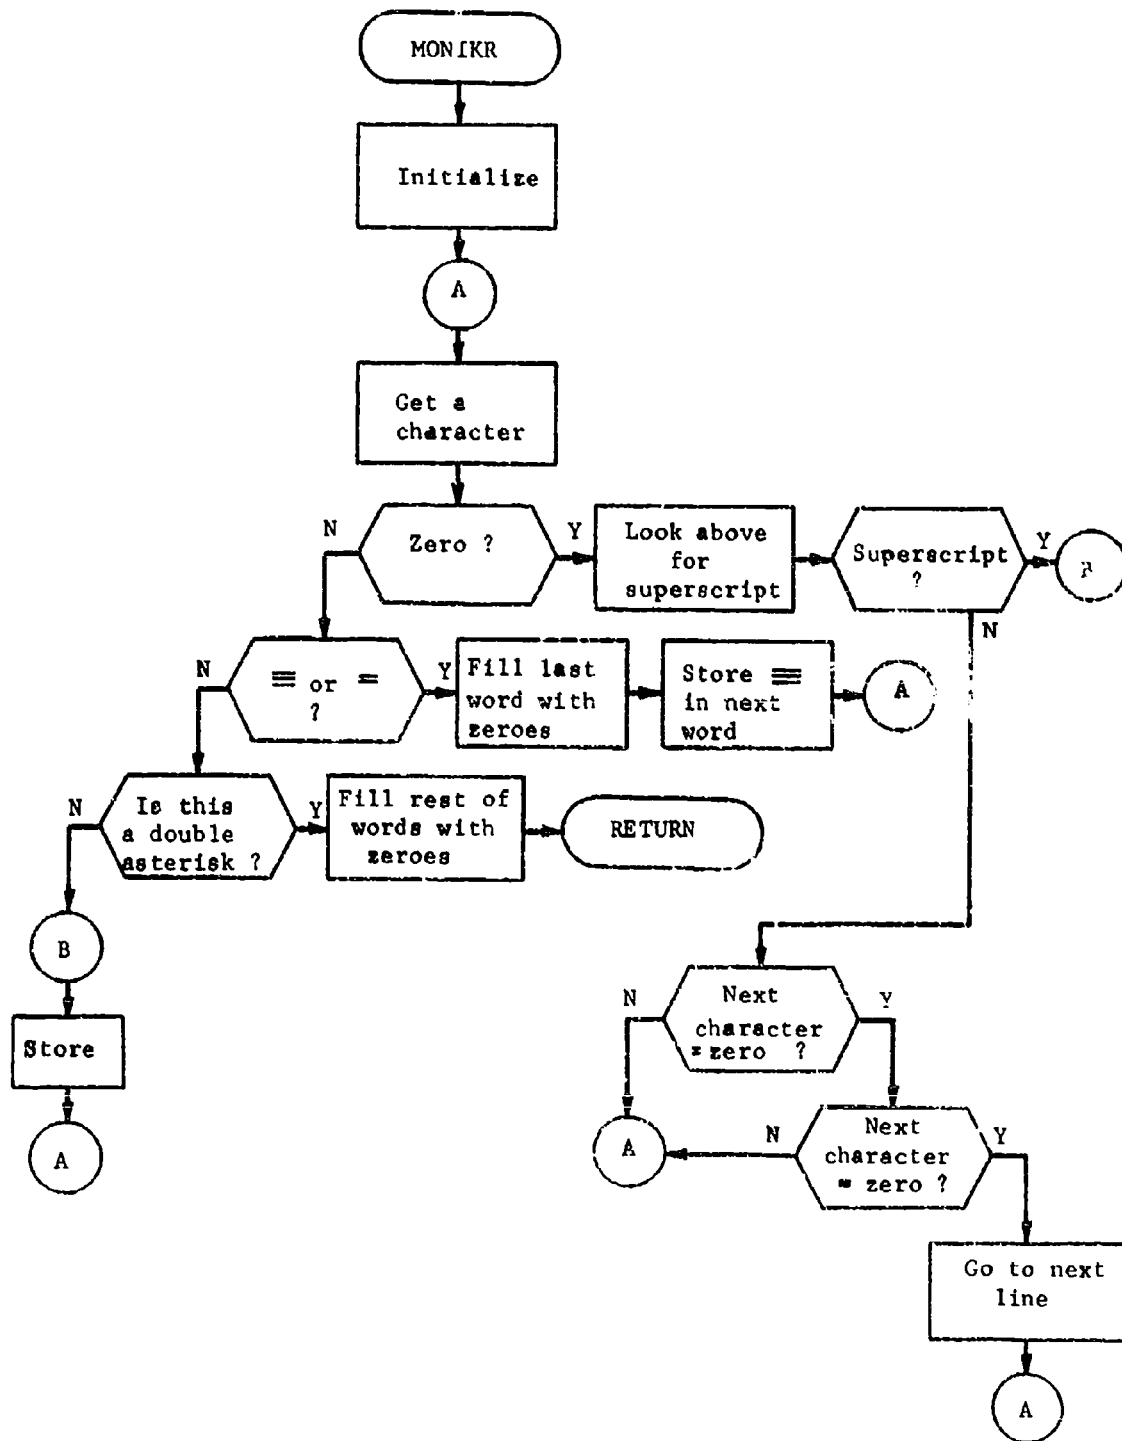 MONIKR
Initialize
A
Get a
character
Zero ?
N
Y
Look above
for
superscript
Superscript
?
Y
N
≡ or =
?
N
Y
Fill last
word with
zeroes
Store ≡
in next
word
A
Is this
a double
asterisk ?
N
Y
Fill rest of
words with
zeroes
RETURN
B
Store
A
Next
character
= zero ?
N
Y
A
Next
character
= zero ?
N
Y
Go to next
line
A